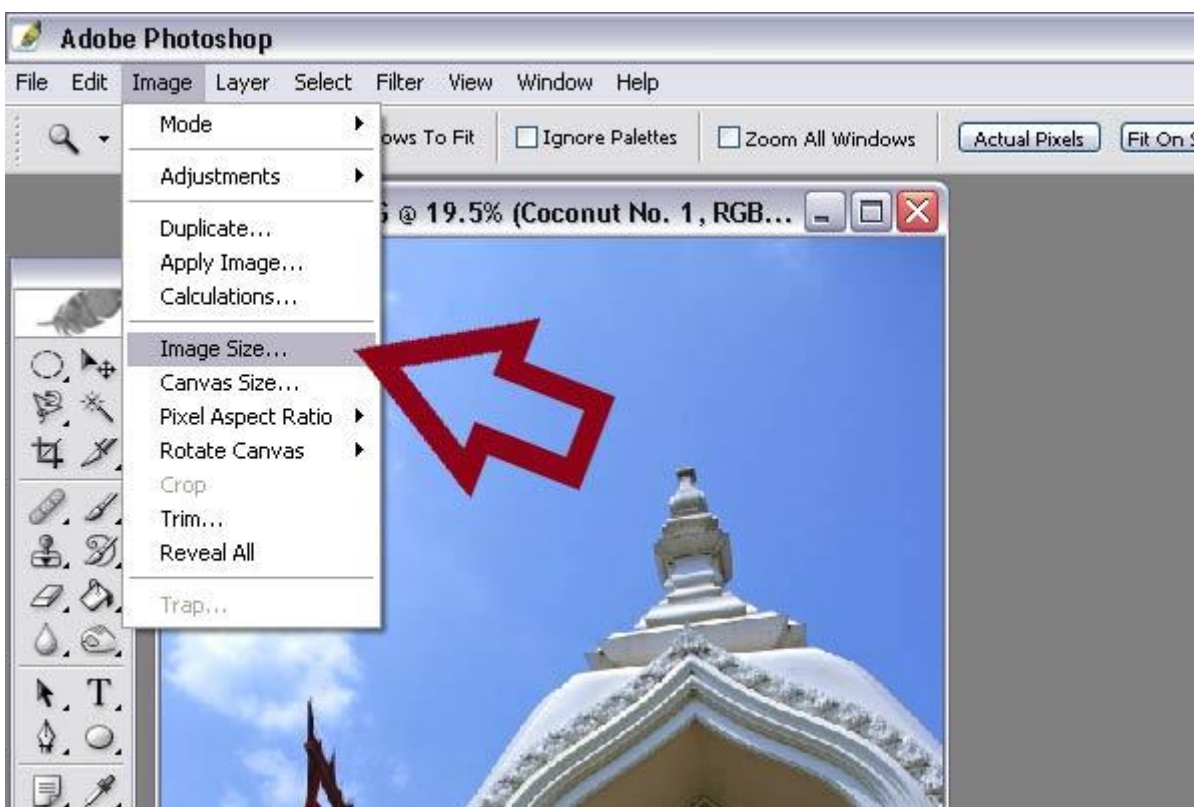 Adobe Photoshop
File Edit Image Layer Select Filter View Window Help
ows To Fit Ignore Palettes Zoom All Windows Actual Pixels Fit On
@ 19.5% (Coconut No. 1, RGB...
Mode
Adjustments
Duplicate...
Apply Image...
Calculations...
Image Size...
Canvas Size...
Pixel Aspect Ratio
Rotate Canvas
Crop
Trim...
Reveal All
Trap...
T